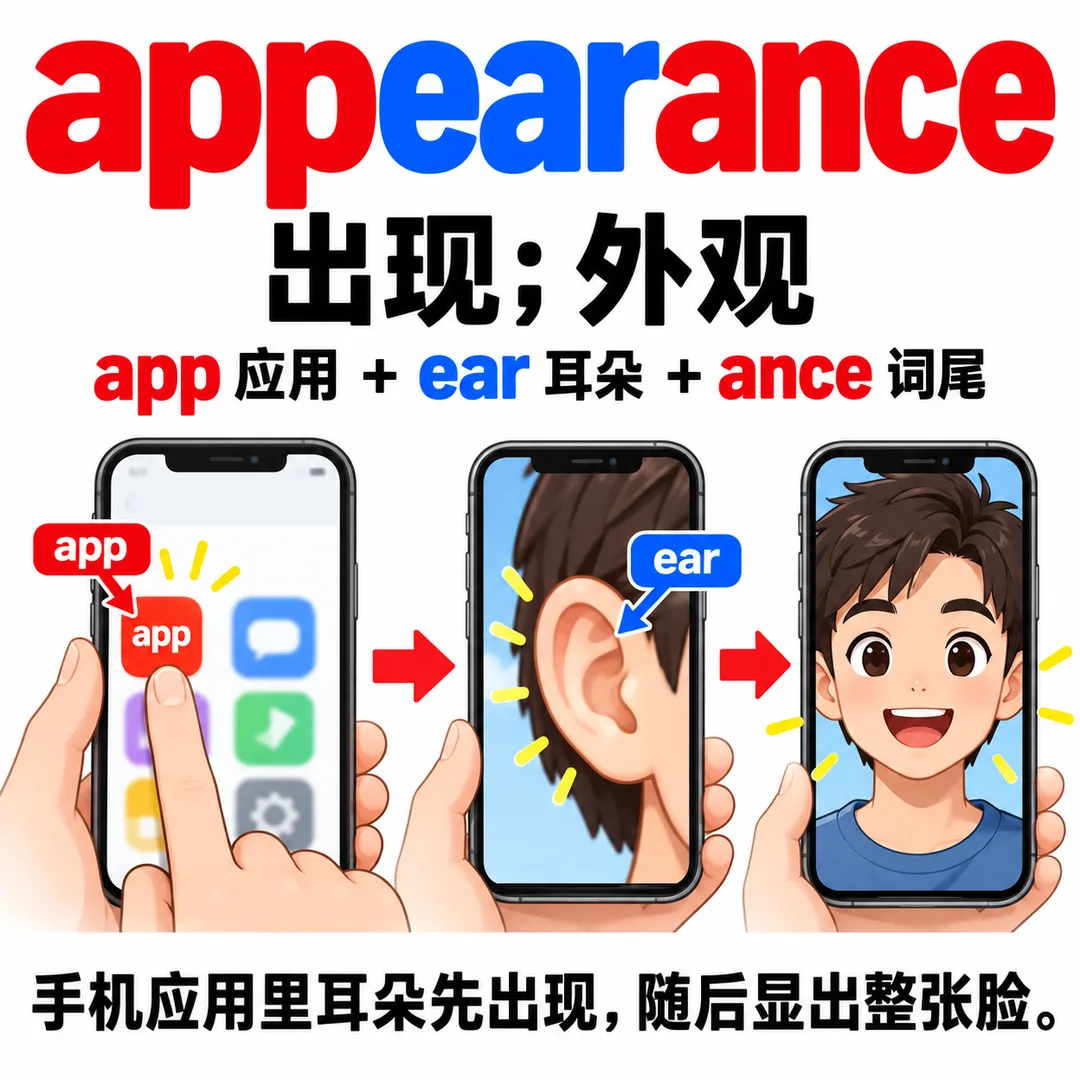 appearance
出现；外观
app 应用 + ear 耳朵 + ance 词尾
app
app
ear
手机应用里耳朵先出现，随后显出整张脸。